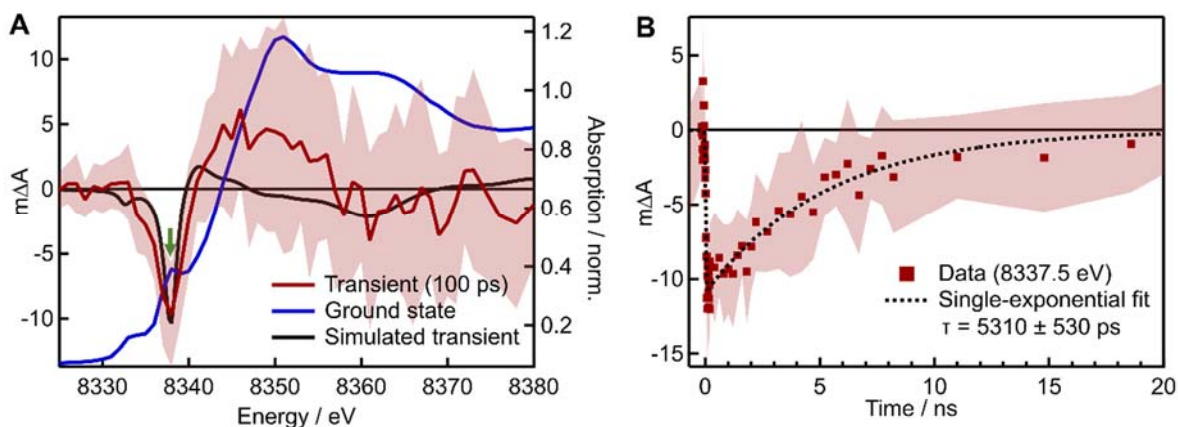 A
B
10
5
0
-5
-10
mΔA
1.2
1.0
0.8
0.6
0.4
0.2
Absorption / norm.
Transient (100 ps)
Ground state
Simulated transient
8330
8340
8350
8360
8370
8380
Energy / eV
5
0
-5
-10
-15
mΔA
Data (8337.5 eV)
Single-exponential fit
τ = 5310 ± 530 ps
0
5
10
15
20
Time / ns